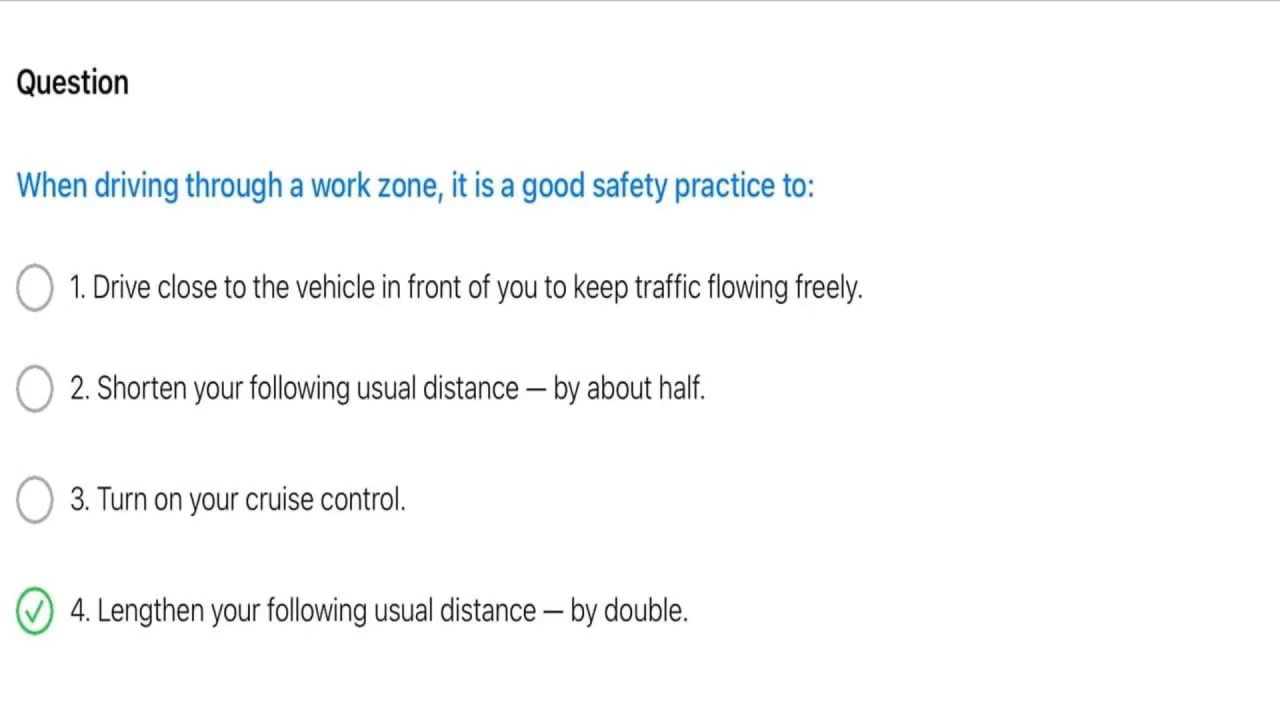 Question
When driving through a work zone, it is a good safety practice to:
1. Drive close to the vehicle in front of you to keep traffic flowing freely.
2. Shorten your following usual distance — by about half.
3. Turn on your cruise control.
4. Lengthen your following usual distance — by double.